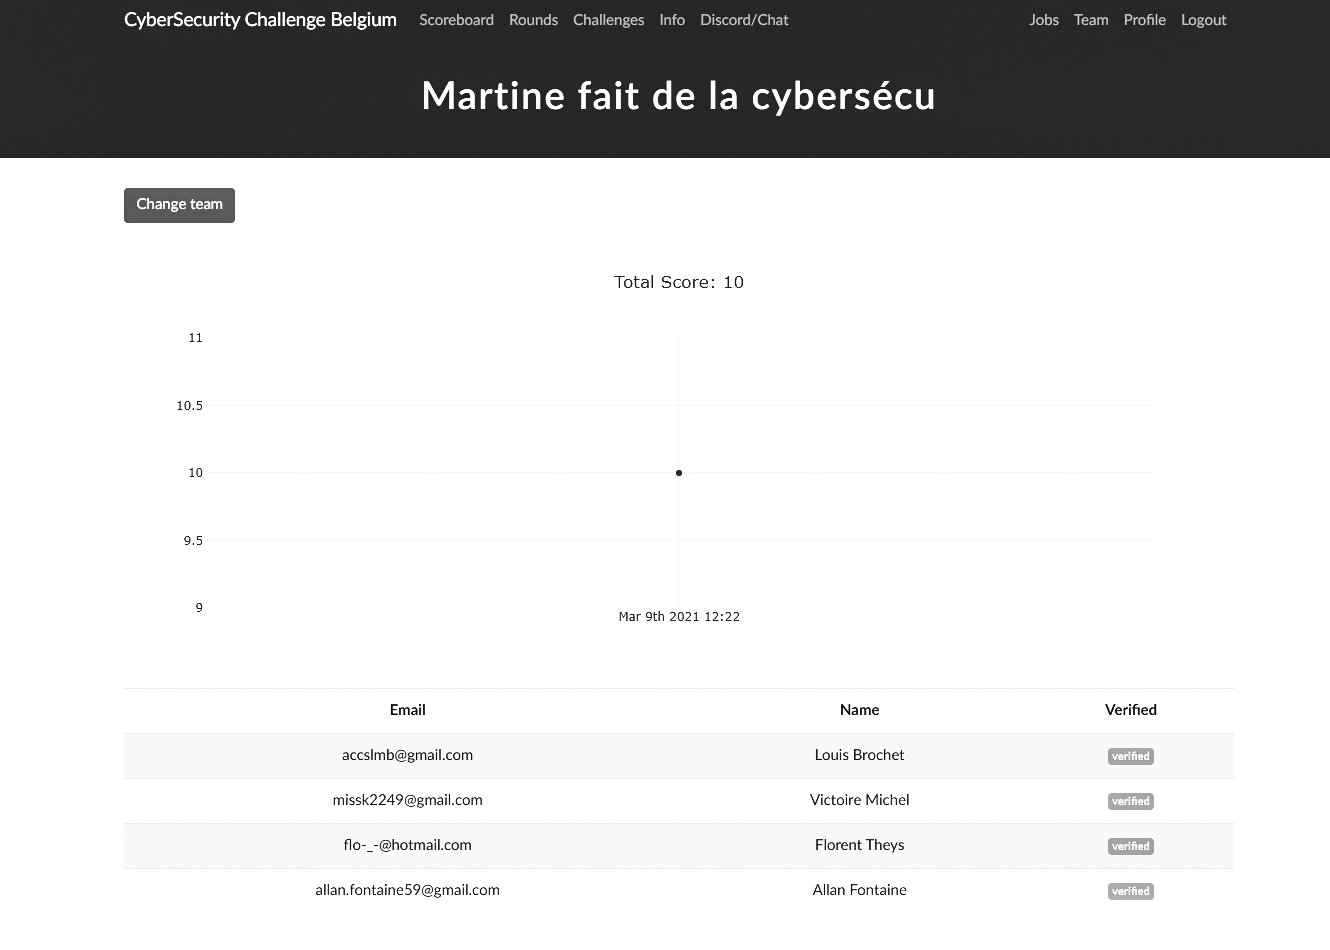 CyberSecurity Challenge Belgium Scoreboard Rounds Challenges Info Discord/Chat Jobs Team Profile Logout
Martine fait de la cybersécu
Change team
Total Score: 10
11
10.5
10
9.5
9
Mar 9th 2021 12:22
Email Name Verified
accslmb@gmail.com Louis Brochet verified
missk2249@gmail.com Victoire Michel verified
flo-_-@hotmail.com Florent Theys verified
allan.fontaine59@gmail.com Allan Fontaine verified